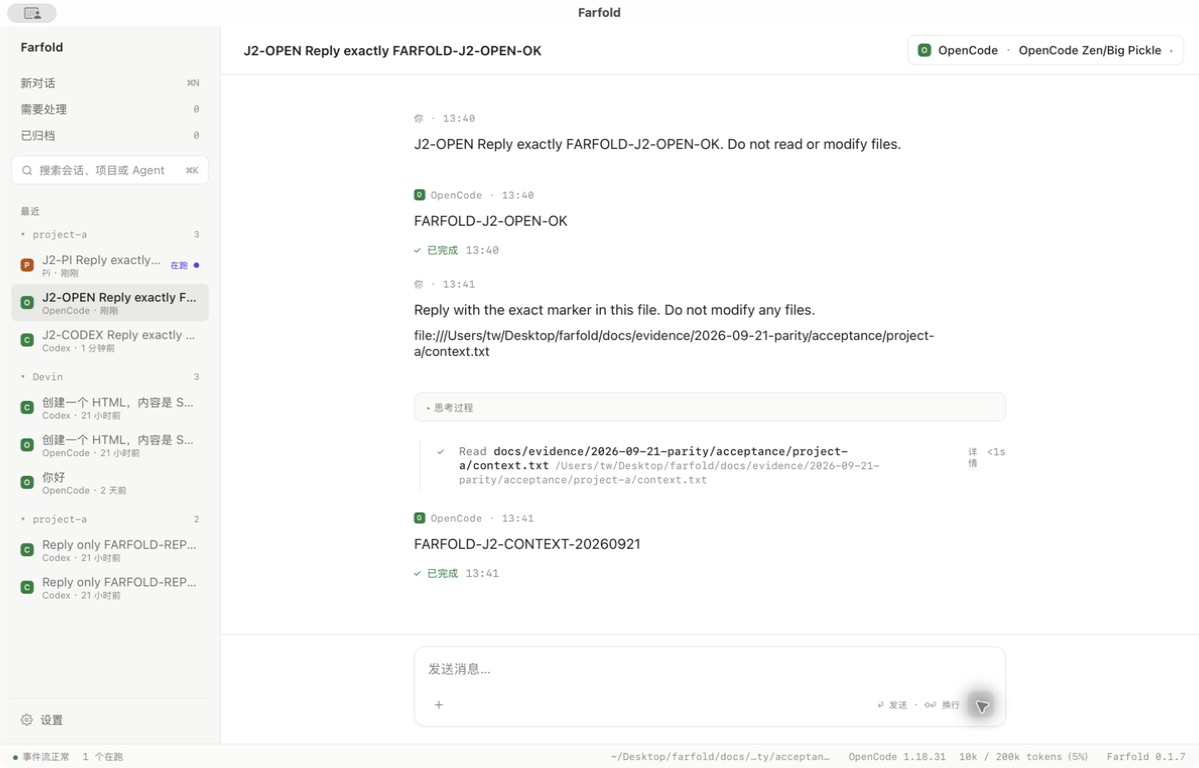 Farfold
Farfold
新对话 ⌘N
需要处理 0
已归档 0
搜索会话、项目或 Agent ⌘K
最近
project-a 3
P J2-PI Reply exactly... 在跑
Pi · 刚刚
O J2-OPEN Reply exactly F...
OpenCode · 刚刚
C J2-CODEX Reply exactly ...
Codex · 1 分钟前
Devin 3
C 创建一个 HTML，内容是 S...
Codex · 21 小时前
O 创建一个 HTML，内容是 S...
OpenCode · 21 小时前
O 你好
OpenCode · 2 天前
project-a 2
C Reply only FARFOLD-REP...
Codex · 21 小时前
C Reply only FARFOLD-REP...
Codex · 21 小时前
设置
J2-OPEN Reply exactly FARFOLD-J2-OPEN-OK
O OpenCode · OpenCode Zen/Big Pickle
你 · 13:40
J2-OPEN Reply exactly FARFOLD-J2-OPEN-OK. Do not read or modify files.
O OpenCode · 13:40
FARFOLD-J2-OPEN-OK
✓ 已完成 13:40
你 · 13:41
Reply with the exact marker in this file. Do not modify any files.
file:///Users/tw/Desktop/farfold/docs/evidence/2026-09-21-parity/acceptance/project-
a/context.txt
思考过程
✓ Read docs/evidence/2026-09-21-parity/acceptance/project- 详 <1s
a/context.txt /Users/tw/Desktop/farfold/docs/evidence/2026-09-21- 情
parity/acceptance/project-a/context.txt
O OpenCode · 13:41
FARFOLD-J2-CONTEXT-20260921
✓ 已完成 13:41
发送消息...
+ ↵ 发送 · ⇧↵ 换行
事件流正常 1 个在跑 ~/Desktop/farfold/docs/…ty/acceptan… OpenCode 1.18.31 10k / 200k tokens (5%) Farfold 0.1.7